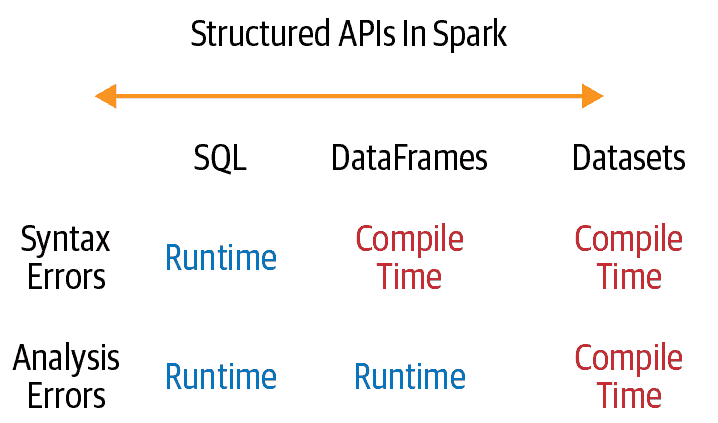 Structured APIs In Spark
SQL DataFrames Datasets
Syntax Errors Runtime Compile Time Compile Time
Analysis Errors Runtime Runtime Compile Time